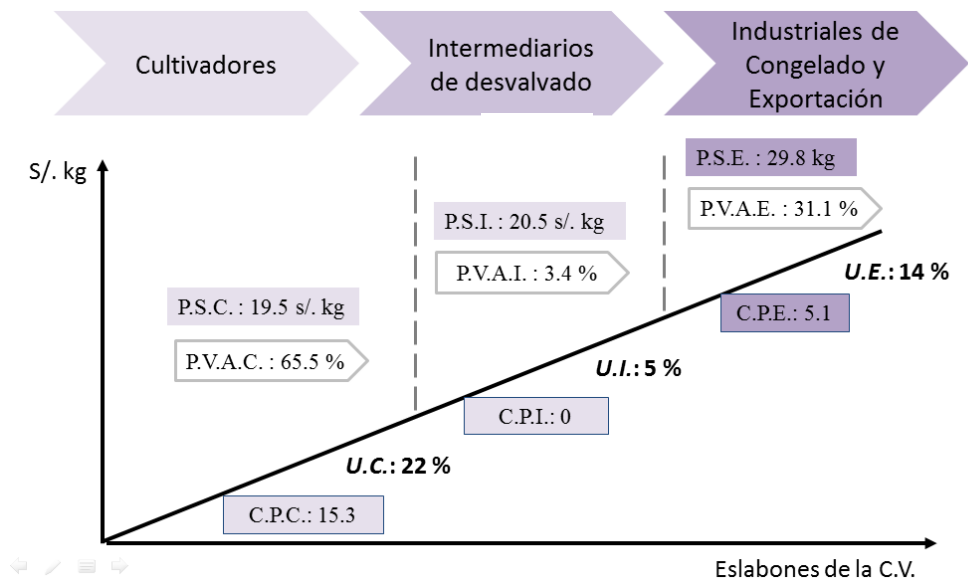 Cultivadores
Intermediarios
de desvalvado
Industriales de
Congelado y
Exportación
S/. kg
P.S.E. : 29.8 kg
P.V.A.E. : 31.1 %
P.S.I. : 20.5 s/. kg
P.V.A.I. : 3.4 %
U.E.: 14 %
P.S.C. : 19.5 s/. kg
C.P.E.: 5.1
P.V.A.C. : 65.5 %
U.I.: 5 %
C.P.I.: 0
U.C.: 22 %
C.P.C.: 15.3
Eslabones de la C.V.